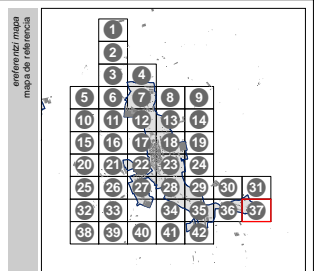 ereferentzi mapa
mapa de referencia
1
2
3 4
5 6 7 8 9
10 11 12 13 14
15 16 17 18 19
20 21 22 23 24
25 26 27 28 29 30 31
32 33 34 35 36 37
38 39 40 41 42